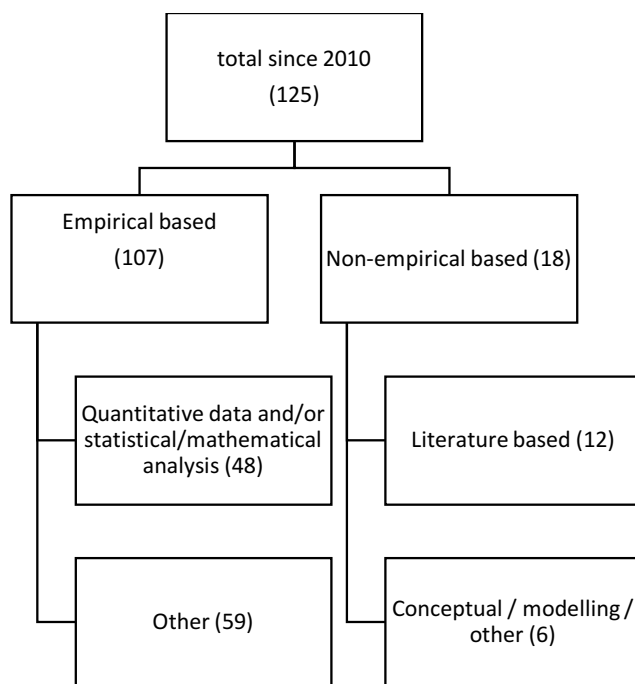 total since 2010
(125)
Empirical based
(107)
Non-empirical based (18)
Quantitative data and/or
statistical/mathematical
analysis (48)
Literature based (12)
Other (59)
Conceptual / modelling /
other (6)